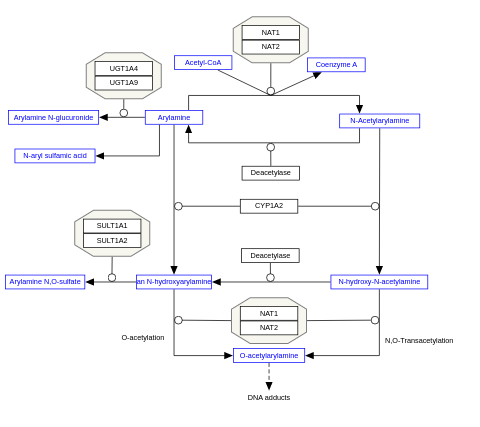 NAT1
NAT2
Acetyl-CoA
Coenzyme A
UGT1A4
UGT1A9
Arylamine N-glucuronide
Arylamine
N-Acetylarylamine
N-aryl sulfamic acid
Deacetylase
CYP1A2
SULT1A1
SULT1A2
Deacetylase
Arylamine N,O-sulfate
an N-hydroxyarylamine
N-hydroxy-N-acetylamine
NAT1
NAT2
O-acetylation
N,O-Transacetylation
O-acetylarylamine
DNA adducts